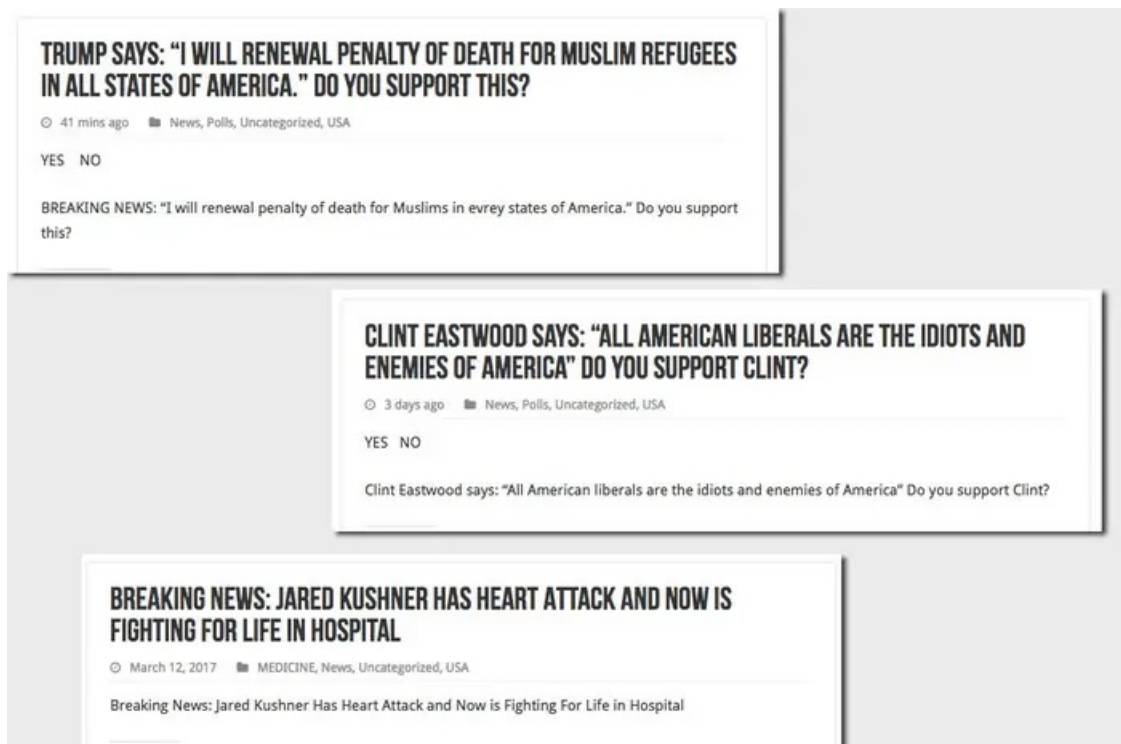 TRUMP SAYS: “I WILL RENEWAL PENALTY OF DEATH FOR MUSLIM REFUGEES
IN ALL STATES OF AMERICA.” DO YOU SUPPORT THIS?
41 mins ago News, Polls, Uncategorized, USA
YES NO
BREAKING NEWS: “I will renewal penalty of death for Muslims in evrey states of America.” Do you support
this?
CLINT EASTWOOD SAYS: “ALL AMERICAN LIBERALS ARE THE IDIOTS AND
ENEMIES OF AMERICA” DO YOU SUPPORT CLINT?
3 days ago News, Polls, Uncategorized, USA
YES NO
Clint Eastwood says: “All American liberals are the idiots and enemies of America” Do you support Clint?
BREAKING NEWS: JARED KUSHNER HAS HEART ATTACK AND NOW IS
FIGHTING FOR LIFE IN HOSPITAL
March 12, 2017 MEDICINE, News, Uncategorized, USA
Breaking News: Jared Kushner Has Heart Attack and Now is Fighting For Life in Hospital